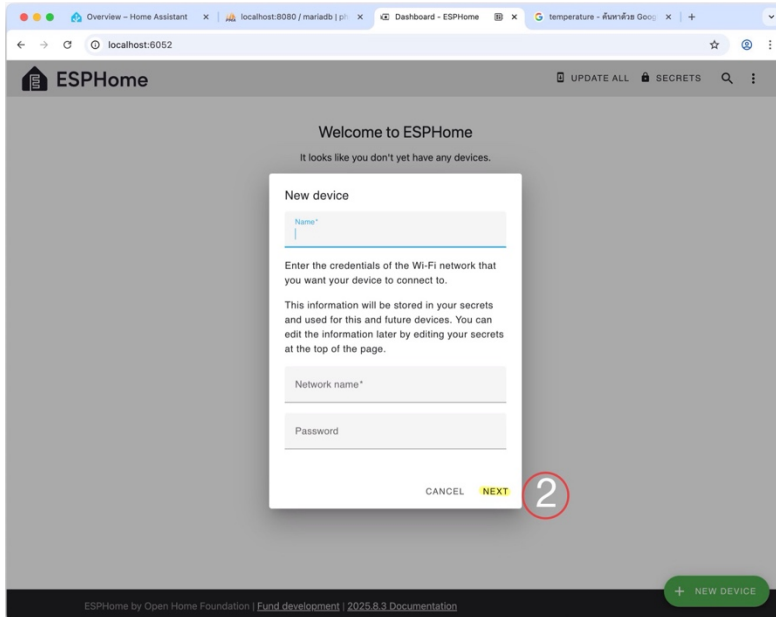 Overview – Home Assistant
localhost:8080 / mariadb | ph
Dashboard - ESPHome
temperature - ค้นหาด้วย Goog
localhost:6052
ESPHome
UPDATE ALL
SECRETS
Welcome to ESPHome
It looks like you don't yet have any devices.
New device
Name*
Enter the credentials of the Wi-Fi network that
you want your device to connect to.
This information will be stored in your secrets
and used for this and future devices. You can
edit the information later by editing your secrets
at the top of the page.
Network name*
Password
CANCEL
NEXT
2
+ NEW DEVICE
ESPHome by Open Home Foundation | Fund development | 2025.8.3 Documentation